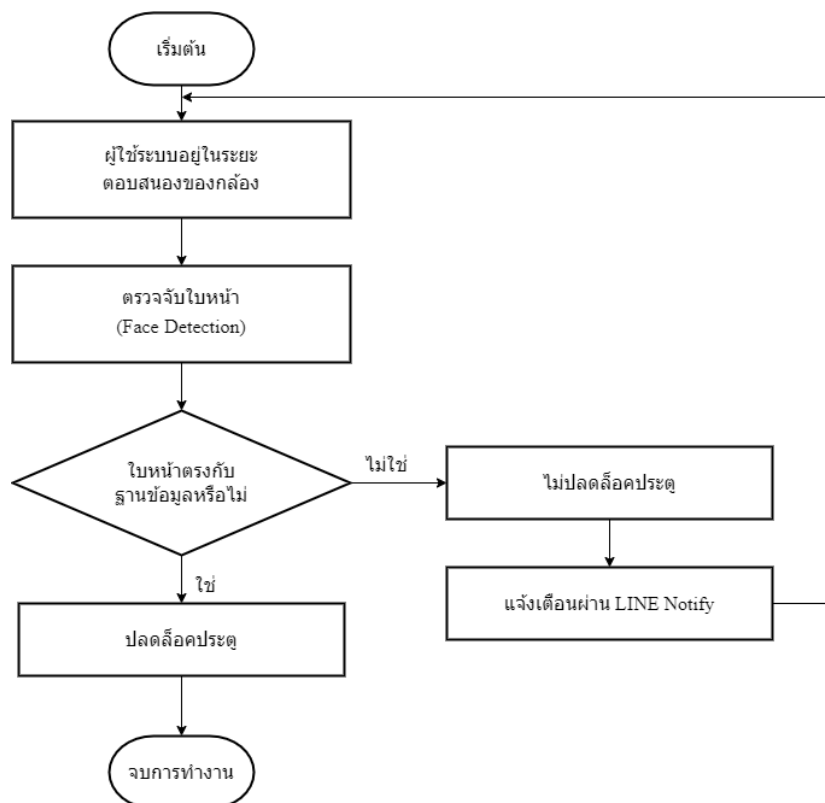 เริ่มต้น
ผู้ใช้ระบบอยู่ในระยะ
ตอบสนองของกล้อง
ตรวจจับใบหน้า
(Face Detection)
ใบหน้าตรงกับ
ฐานข้อมูลหรือไม่
ไม่ใช่
ไม่ปลดล็อคประตู
ใช่
แจ้งเตือนผ่าน LINE Notify
ปลดล็อคประตู
จบการทำงาน